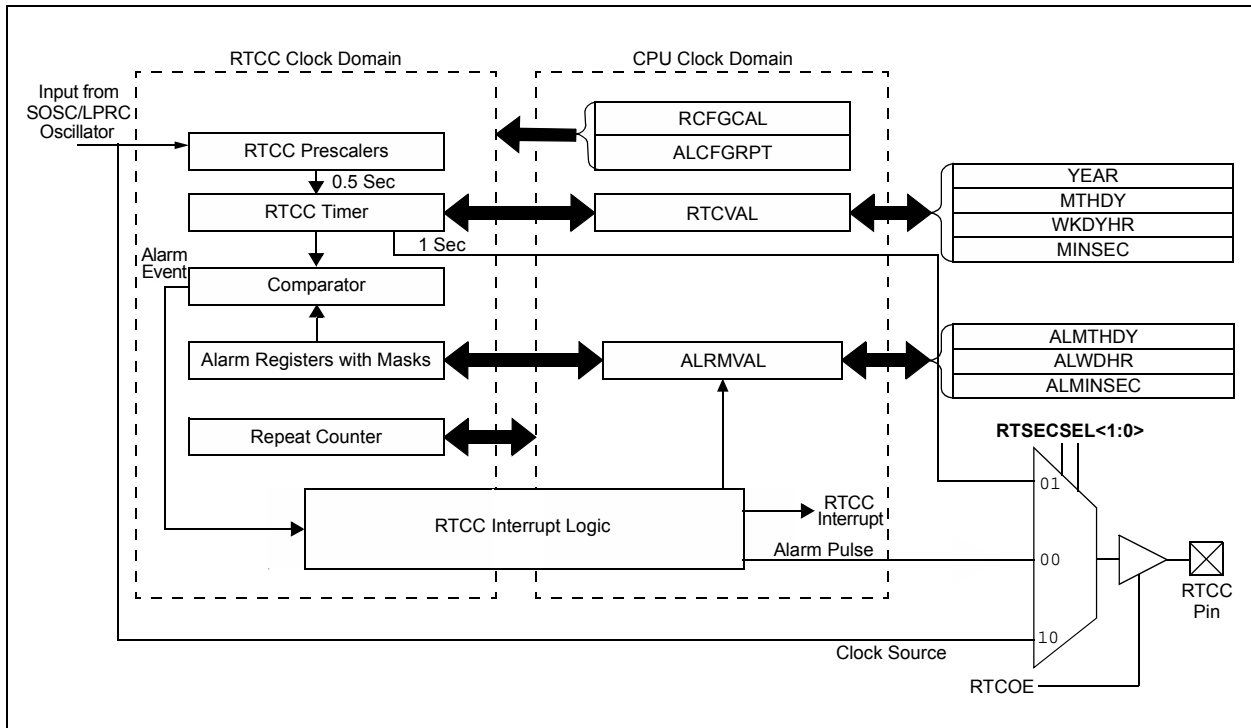 RTCC Clock Domain
CPU Clock Domain
Input from
SOSC/LPRC
Oscillator
RTCC Prescalers
0.5 Sec
RTCC Timer
1 Sec
Alarm
Event
Comparator
Alarm Registers with Masks
Repeat Counter
RTCC Interrupt Logic
RCFGCAL
ALCFGRPT
RTCVAL
YEAR
MTHDY
WKDYHR
MINSEC
ALRMVAL
ALMTHDY
ALWDHR
ALMINSEC
RTSECSEL<1:0>
RTCC
Interrupt
Alarm Pulse
Clock Source
01
00
10
RTCOE
RTCC
Pin